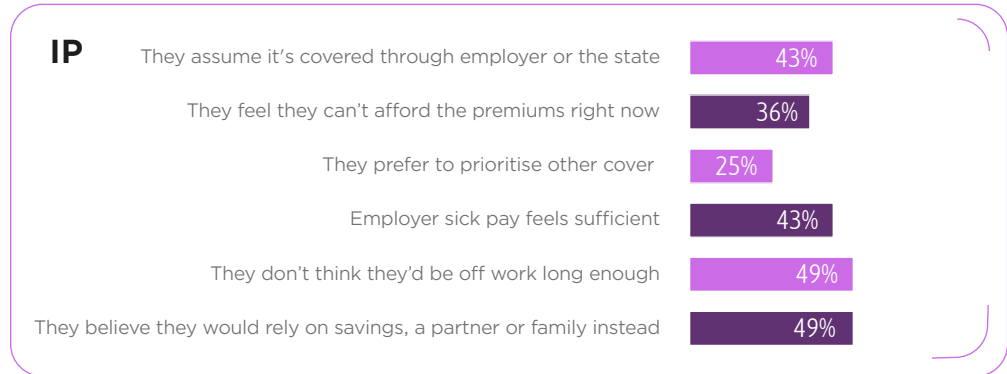 IP
They assume it's covered through employer or the state 43%
They feel they can’t afford the premiums right now 36%
They prefer to prioritise other cover 25%
Employer sick pay feels sufficient 43%
They don’t think they’d be off work long enough 49%
They believe they would rely on savings, a partner or family instead 49%